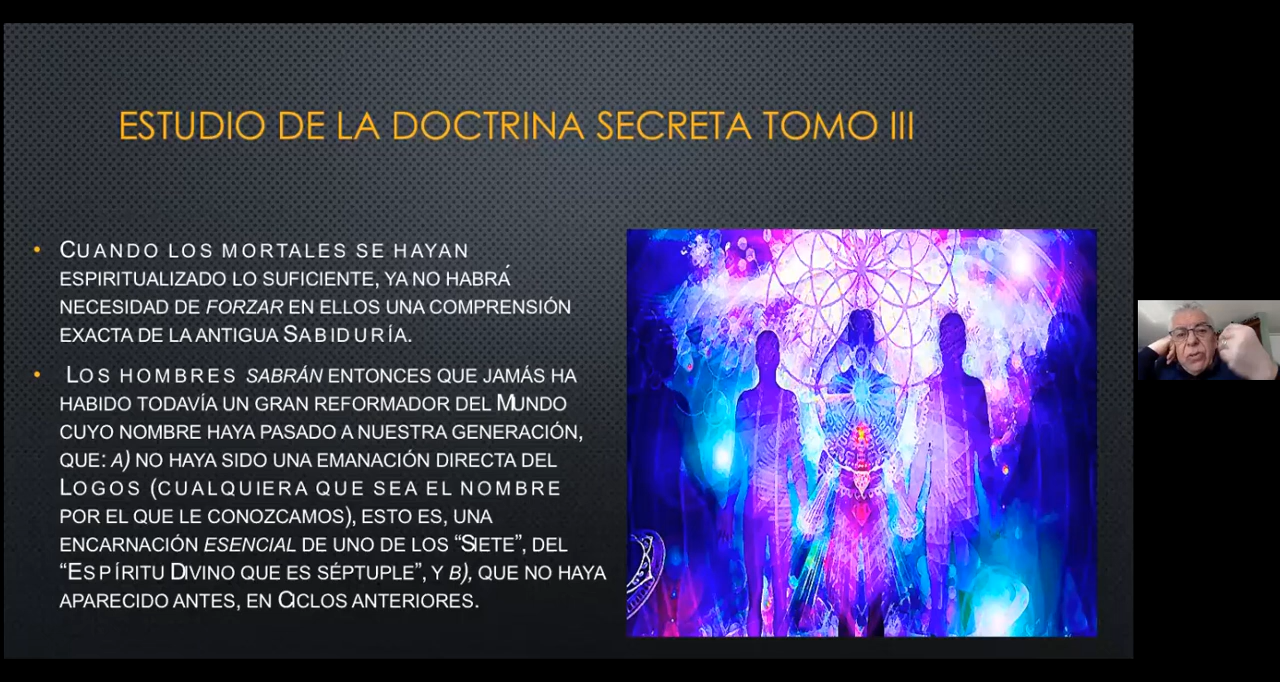 ESTUDIO DE LA DOCTRINA SECRETA TOMO III
• CUANDO LOS MORTALES SE HAYAN
ESPIRITUALIZADO LO SUFICIENTE, YA NO HABRÁ
NECESIDAD DE FORZAR EN ELLOS UNA COMPRENSIÓN
EXACTA DE LA ANTIGUA SABIDURÍA.
• LOS HOMBRES SABRÁN ENTONCES QUE JAMÁS HA
HABIDO TODAVÍA UN GRAN REFORMADOR DEL MUNDO
CUYO NOMBRE HAYA PASADO A NUESTRA GENERACIÓN,
QUE: A) NO HAYA SIDO UNA EMANACIÓN DIRECTA DEL
LOGOS (CUALQUIERA QUE SEA EL NOMBRE
POR EL QUE LE CONOZCAMOS), ESTO ES, UNA
ENCARNACIÓN ESENCIAL DE UNO DE LOS “SIETE”, DEL
“ESPÍRITU DIVINO QUE ES SÉPTUPLE”, Y B), QUE NO HAYA
APARECIDO ANTES, EN CICLOS ANTERIORES.